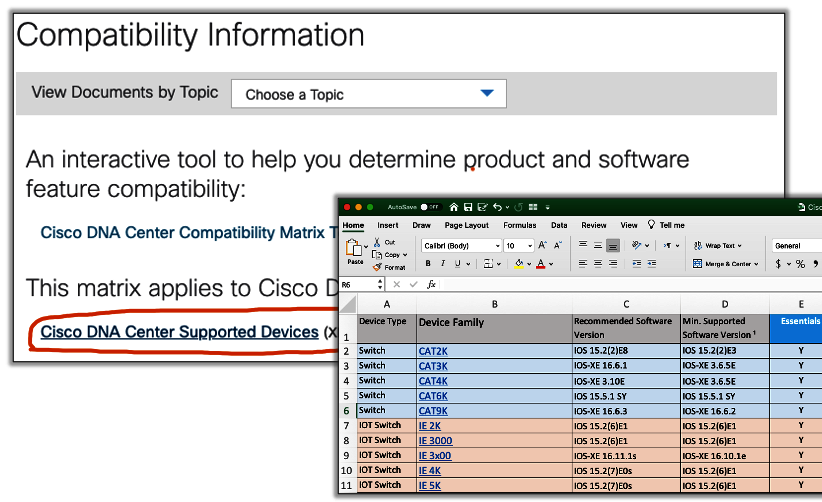 Compatibility Information
View Documents by Topic Choose a Topic
An interactive tool to help you determine product and software
feature compatibility:
Cisco DNA Center Compatibility Matrix T
This matrix applies to Cisco D
Cisco DNA Center Supported Devices (X
AutoSave OFF Cisc
Home Insert Draw Page Layout Formulas Data Review View Tell me
Paste Cut Calibri (Body) 10 A A Wrap Text General
Copy
Format B I U A Merge & Center $ % ,
R6 fx
A B C D E
1 Device Type Device Family Recommended Software Version Min. Supported Software Version 1 Essentials
2 Switch CAT2K IOS 15.2(2)E8 IOS 15.2(2)E3 Y
3 Switch CAT3K IOS-XE 16.6.1 IOS-XE 3.6.5E Y
4 Switch CAT4K IOS-XE 3.10E IOS-XE 3.6.5E Y
5 Switch CAT6K IOS 15.5.1 SY IOS 15.5.1 SY Y
6 Switch CAT9K IOS-XE 16.6.3 IOS-XE 16.6.2 Y
7 IOT Switch IE 2K IOS 15.2(6)E1 IOS 15.2(6)E1 Y
8 IOT Switch IE 3000 IOS 15.2(6)E1 IOS 15.2(6)E1 Y
9 IOT Switch IE 3x00 IOS-XE 16.11.1s IOS-XE 16.10.1e Y
10 IOT Switch IE 4K IOS 15.2(7)E0s IOS 15.2(6)E1 Y
11 IOT Switch IE 5K IOS 15.2(7)E0s IOS 15.2(6)E1 Y